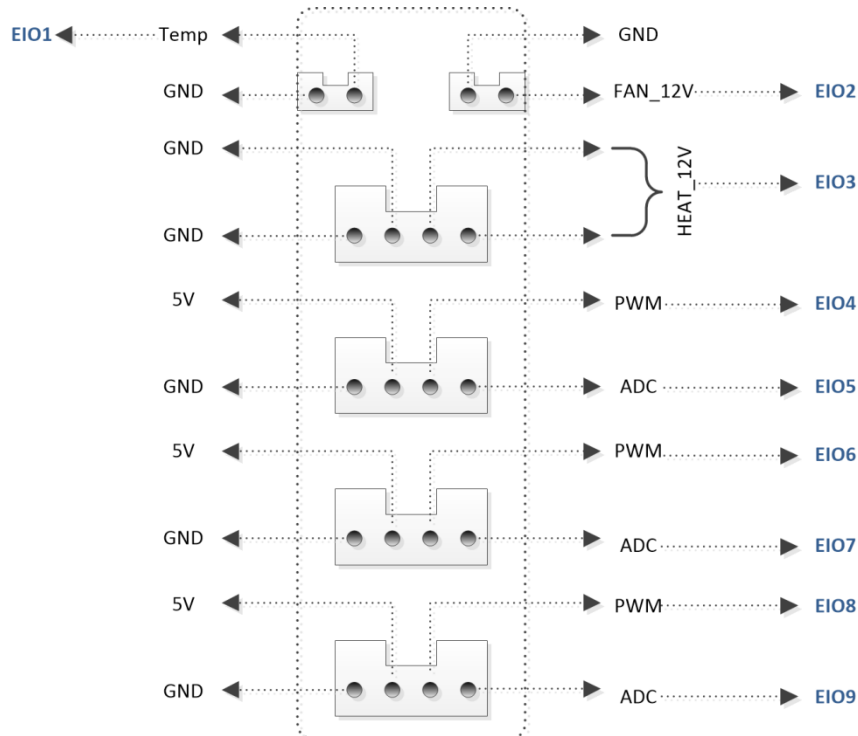 EIO1 Temp GND
GND FAN_12V EIO2
GND
HEAT_12V EIO3
GND
5V PWM EIO4
GND ADC EIO5
5V PWM EIO6
GND ADC EIO7
5V PWM EIO8
GND ADC EIO9